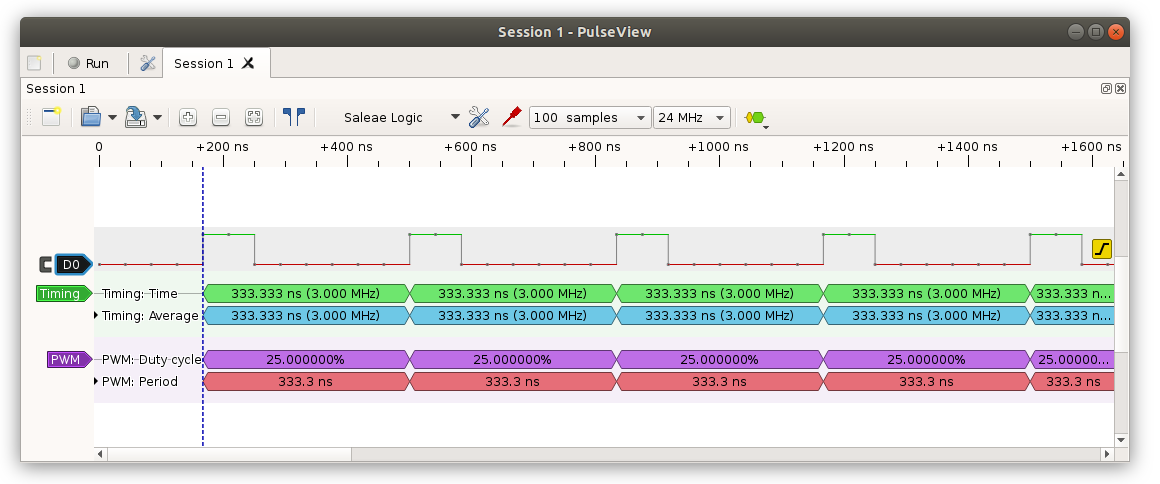 Session 1 - PulseView
Run
Session 1
Session 1
Saleae Logic
100 samples
24 MHz
0 +200 ns +400 ns +600 ns +800 ns +1000 ns +1200 ns +1400 ns +1600 ns
D0
Timing Timing: Time 333.333 ns (3.000 MHz) 333.333 ns (3.000 MHz) 333.333 ns (3.000 MHz) 333.333 ns (3.000 MHz) 333.333 n...
Timing: Average 333.333 ns (3.000 MHz) 333.333 ns (3.000 MHz) 333.333 ns (3.000 MHz) 333.333 ns (3.000 MHz) 333.333 n...
PWM PWM: Duty cycle 25.000000% 25.000000% 25.000000% 25.000000% 25.00000...
PWM: Period 333.3 ns 333.3 ns 333.3 ns 333.3 ns 333.3 ns